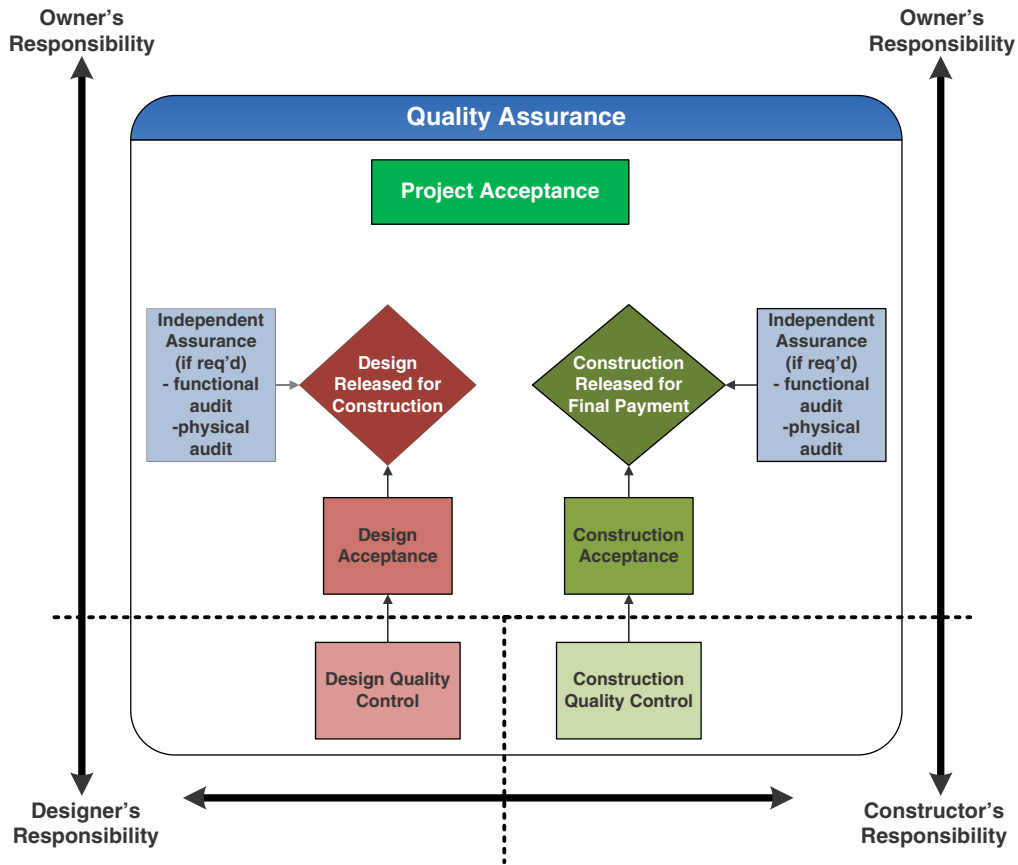 Owner's
Responsibility
Owner's
Responsibility
Quality Assurance
Project Acceptance
Independent
Assurance
(if req'd)
- functional
audit
-physical
audit
Design
Released for
Construction
Construction
Released for
Final Payment
Independent
Assurance
(if req'd)
- functional
audit
-physical
audit
Design
Acceptance
Construction
Acceptance
Design Quality
Control
Construction
Quality Control
Designer's
Responsibility
Constructor's
Responsibility